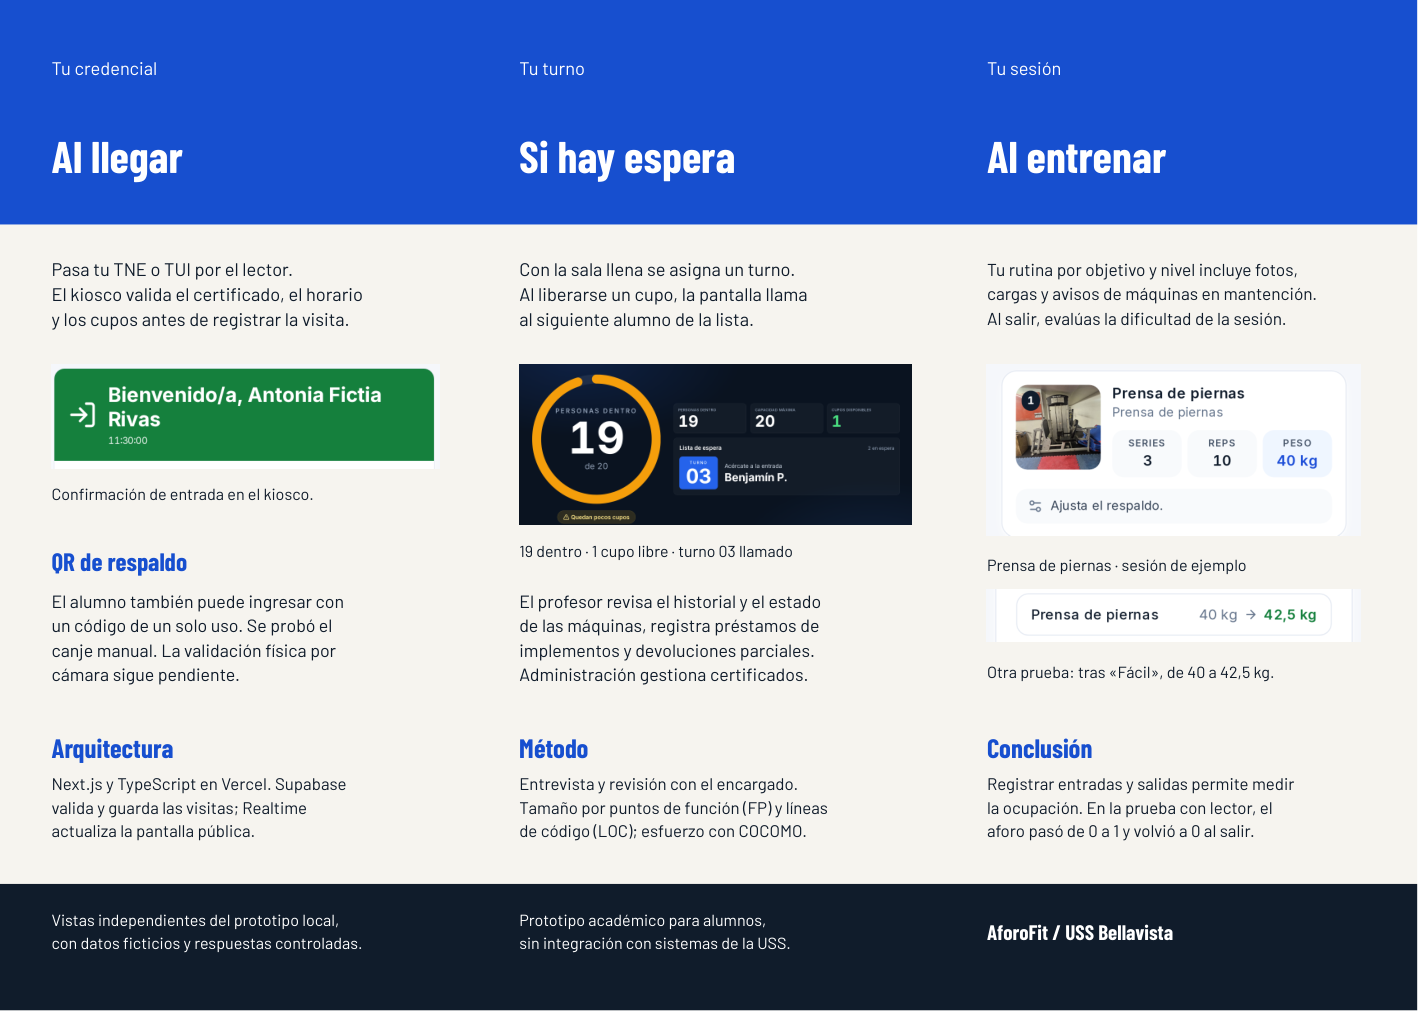 Tu credencial
Al llegar
Pasa tu TNE o TUI por el lector.
El kiosco valida el certificado, el horario
y los cupos antes de registrar la visita.
Bienvenido/a, Antonia Fictia
Rivas
11:30:00
Confirmación de entrada en el kiosco.
QR de respaldo
El alumno también puede ingresar con
un código de un solo uso. Se probó el
canje manual. La validación física por
cámara sigue pendiente.
Arquitectura
Next.js y TypeScript en Vercel. Supabase
valida y guarda las visitas; Realtime
actualiza la pantalla pública.
Vistas independientes del prototipo local,
con datos ficticios y respuestas controladas.
Tu turno
Si hay espera
Con la sala llena se asigna un turno.
Al liberarse un cupo, la pantalla llama
al siguiente alumno de la lista.
PERSONAS DENTRO
19
de 20
Quedan pocos cupos
PERSONAS DENTRO
19
CAPACIDAD MÁXIMA
20
CUPOS DISPONIBLES
1
Lista de espera
2 en espera
TURNO
03
Acércate a la entrada
Benjamín P.
19 dentro · 1 cupo libre · turno 03 llamado
El profesor revisa el historial y el estado
de las máquinas, registra préstamos de
implementos y devoluciones parciales.
Administración gestiona certificados.
Método
Entrevista y revisión con el encargado.
Tamaño por puntos de función (FP) y líneas
de código (LOC); esfuerzo con COCOMO.
Prototipo académico para alumnos,
sin integración con sistemas de la USS.
Tu sesión
Al entrenar
Tu rutina por objetivo y nivel incluye fotos,
cargas y avisos de máquinas en mantención.
Al salir, evalúas la dificultad de la sesión.
1
Prensa de piernas
Prensa de piernas
SERIES
3
REPS
10
PESO
40 kg
Ajusta el respaldo.
Prensa de piernas · sesión de ejemplo
Prensa de piernas 40 kg → 42,5 kg
Otra prueba: tras «Fácil», de 40 a 42,5 kg.
Conclusión
Registrar entradas y salidas permite medir
la ocupación. En la prueba con lector, el
aforo pasó de 0 a 1 y volvió a 0 al salir.
AforoFit / USS Bellavista